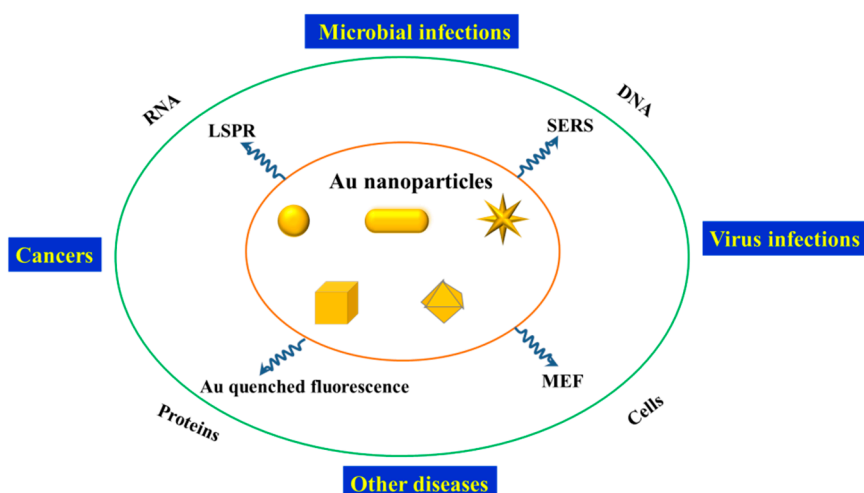 Microbial infections
RNA
DNA
LSPR
SERS
Au nanoparticles
Cancers
Virus infections
Au quenched fluorescence
MEF
Proteins
Cells
Other diseases